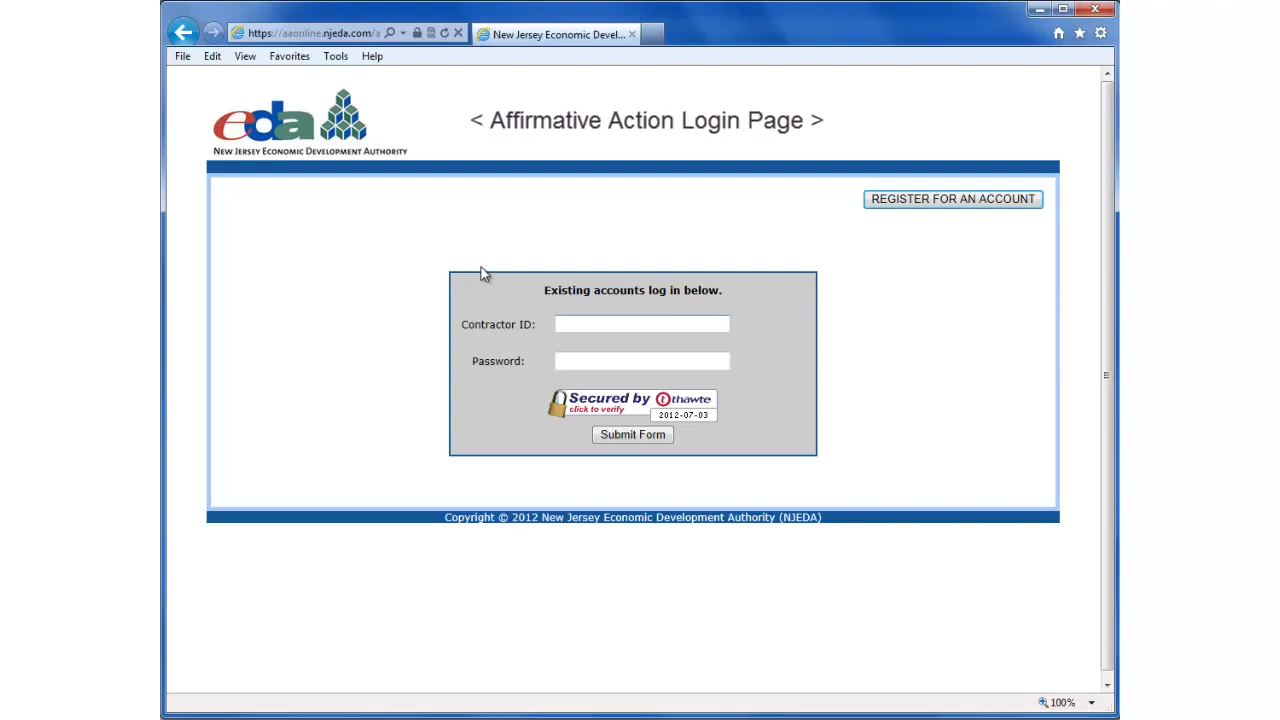 https://aaonline.njeda.com/a
New Jersey Economic Devel...
File Edit View Favorites Tools Help
eda
NEW JERSEY ECONOMIC DEVELOPMENT AUTHORITY
< Affirmative Action Login Page >
REGISTER FOR AN ACCOUNT
Existing accounts log in below.
Contractor ID:
Password:
Secured by thawte
click to verify
2012-07-03
Submit Form
Copyright © 2012 New Jersey Economic Development Authority (NJEDA)
100%